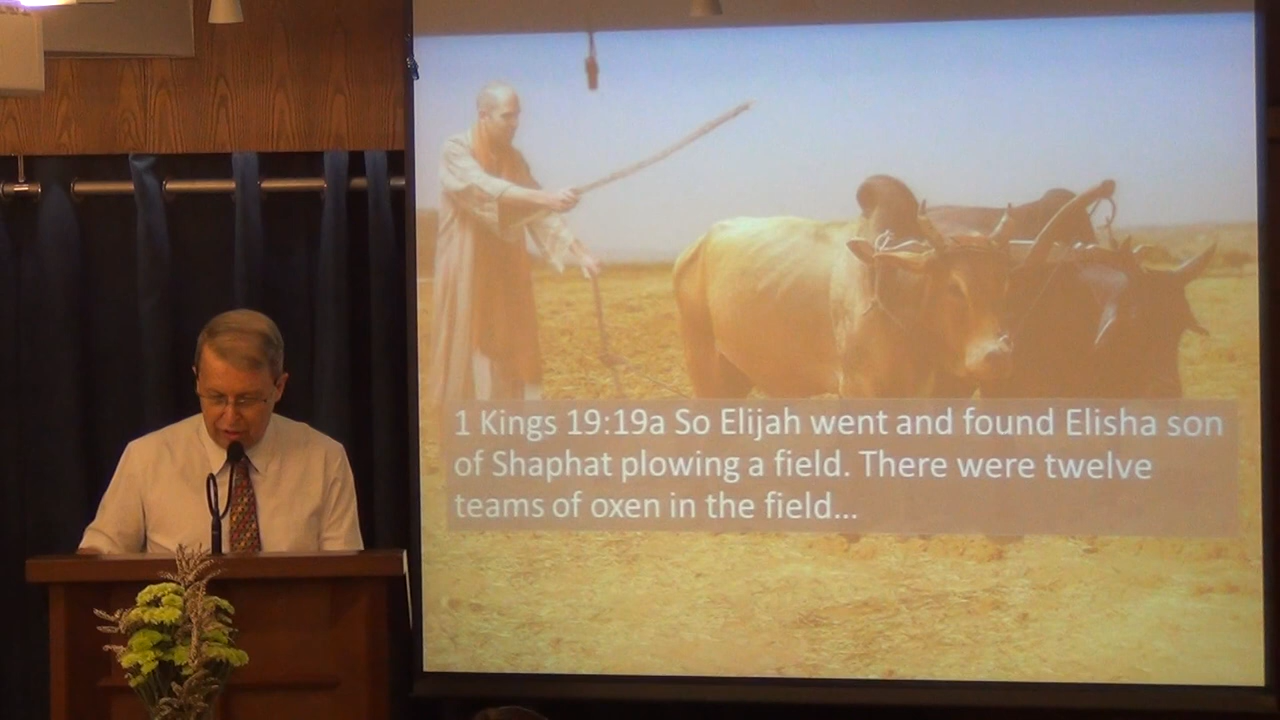 1 Kings 19:19a So Elijah went and found Elisha son
of Shaphat plowing a field. There were twelve
teams of oxen in the field...